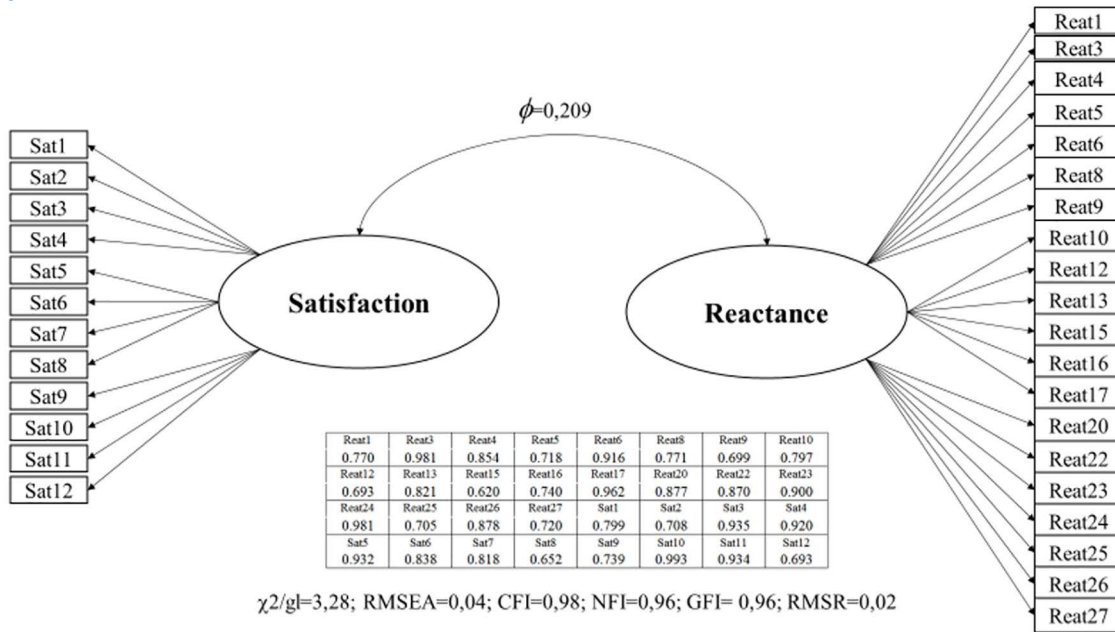 Reat1
Reat3
Reat4
Reat5
Reat6
Reat8
Reat9
Reat10
Reat12
Reat13
Reat15
Reat16
Reat17
Reat20
Reat22
Reat23
Reat24
Reat25
Reat26
Reat27
ϕ=0,209
Sat1
Sat2
Sat3
Sat4
Sat5
Sat6
Sat7
Sat8
Sat9
Sat10
Sat11
Sat12
Satisfaction
Reactance
Reat1 Reat3 Reat4 Reat5 Reat6 Reat8 Reat9 Reat10
0.770 0.981 0.854 0.718 0.916 0.771 0.699 0.797
Reat12 Reat13 Reat15 Reat16 Reat17 Reat20 Reat22 Reat23
0.693 0.821 0.620 0.740 0.962 0.877 0.870 0.900
Reat24 Reat25 Reat26 Reat27 Sat1 Sat2 Sat3 Sat4
0.981 0.705 0.878 0.720 0.799 0.708 0.935 0.920
Sat5 Sat6 Sat7 Sat8 Sat9 Sat10 Sat11 Sat12
0.932 0.838 0.818 0.652 0.739 0.993 0.934 0.693
χ2/gl=3,28; RMSEA=0,04; CFI=0,98; NFI=0,96; GFI= 0,96; RMSR=0,02